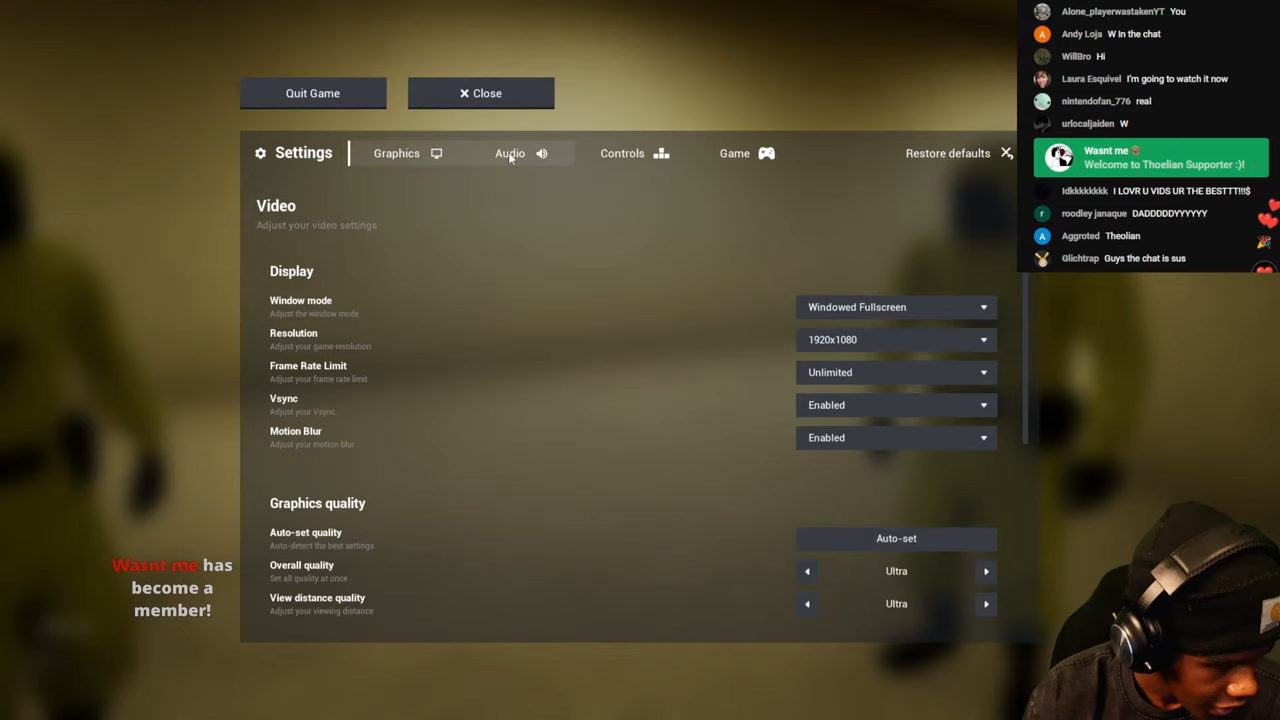 Quit Game
Close
Settings
Graphics
Audio
Controls
Game
Restore defaults
Video
Adjust your video settings
Display
Window mode
Adjust the window mode
Windowed Fullscreen
Resolution
Adjust your game resolution
1920x1080
Frame Rate Limit
Adjust your frame rate limit
Unlimited
Vsync
Adjust your Vsync
Enabled
Motion Blur
Adjust your motion blur
Enabled
Graphics quality
Auto-set quality
Auto-detect the best settings
Auto-set
Overall quality
Set all quality at once
Ultra
View distance quality
Adjust your viewing distance
Ultra
Wasnt me has
become a
member!
Alone_playerwastakenYT You
Andy Loja W In the chat
WillBro Hi
Laura Esquivel I'm going to watch it now
nintendofan_776 real
urlocaljaiden W
Wasnt me
Welcome to Thoelian Supporter :)!
Idkkkkkkkk I LOVR U VIDS UR THE BESTTT!!!$
roodley janaque DADDDDDYYYYYY
Aggroted Theolian
Glichtrap Guys the chat is sus